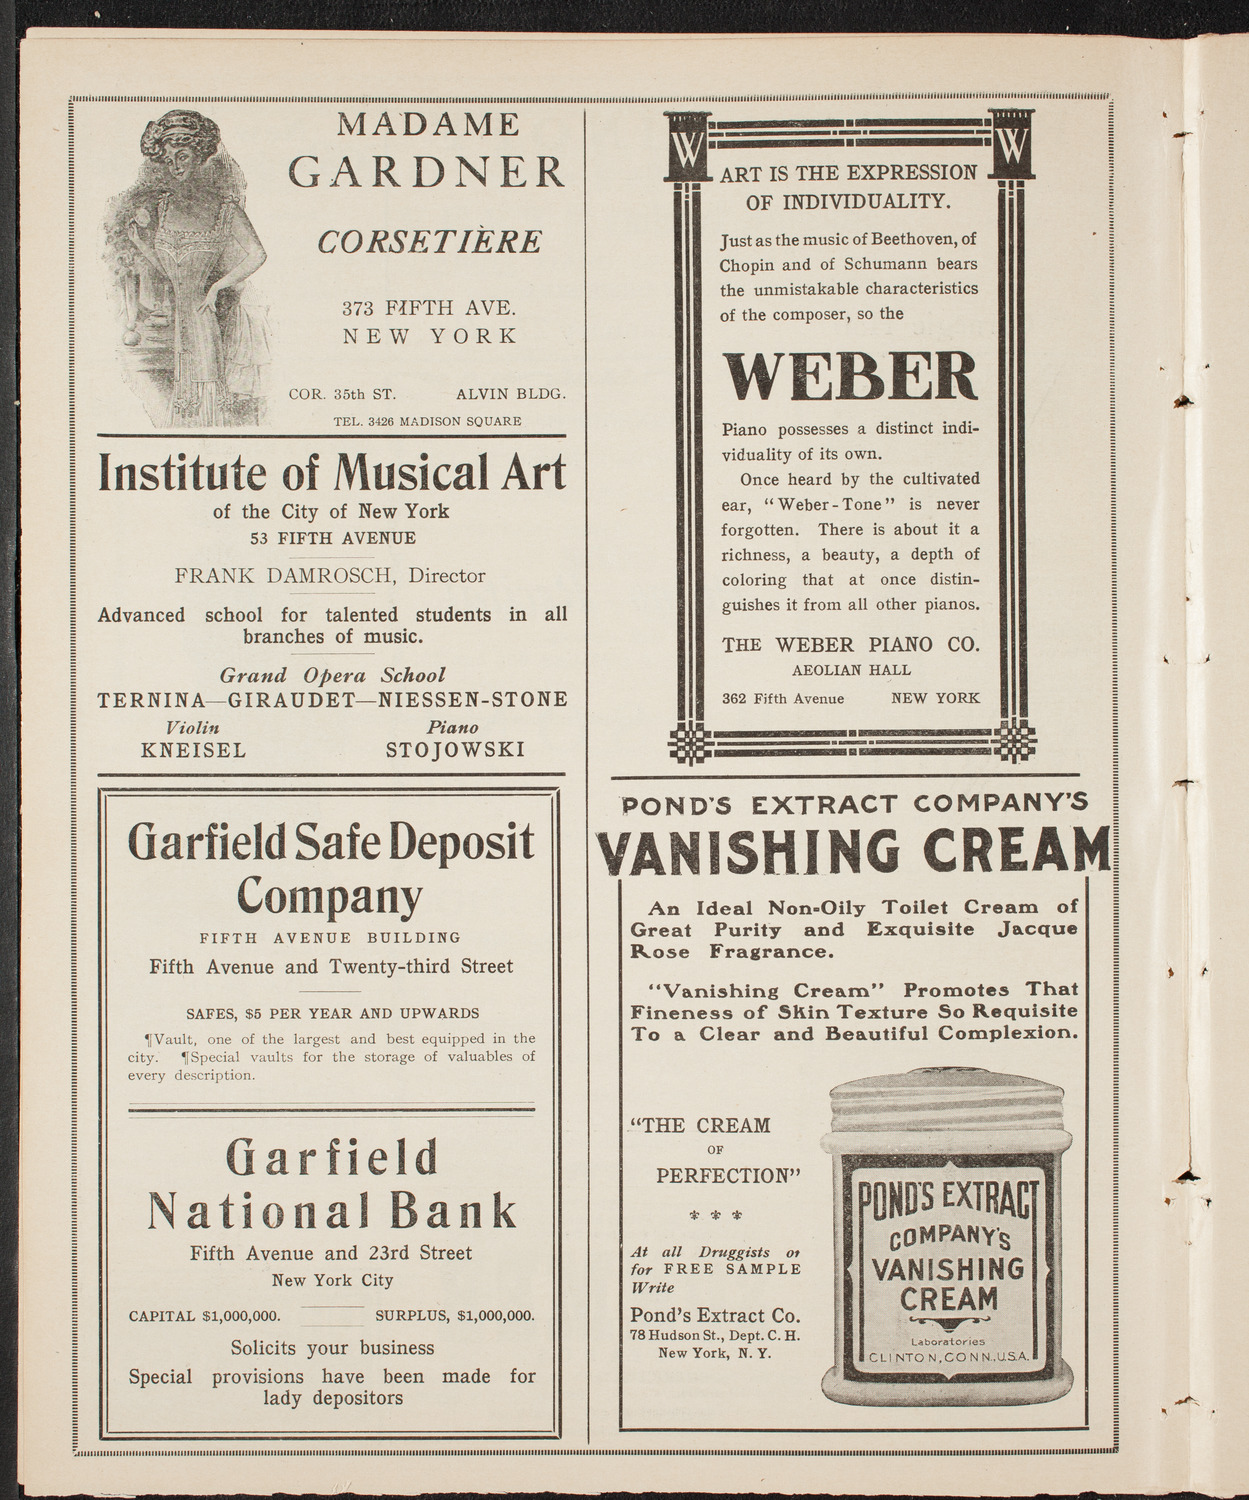 MADAME
GARDNER
CORSETIÈRE
373 FIFTH AVE.
NEW YORK
COR. 35th ST. ALVIN BLDG.
TEL. 3426 MADISON SQUARE
Institute of Musical Art
of the City of New York
53 FIFTH AVENUE
FRANK DAMROSCH, Director
Advanced school for talented students in all
branches of music.
Grand Opera School
TERNINA—GIRAUDET—NIESSEN-STONE
Violin Piano
KNEISEL STOJOWSKI
Garfield Safe Deposit
Company
FIFTH AVENUE BUILDING
Fifth Avenue and Twenty-third Street
SAFES, $5 PER YEAR AND UPWARDS
¶Vault, one of the largest and best equipped in the
city. ¶Special vaults for the storage of valuables of
every description.
Garfield
National Bank
Fifth Avenue and 23rd Street
New York City
CAPITAL $1,000,000. SURPLUS, $1,000,000.
Solicits your business
Special provisions have been made for
lady depositors
W W
ART IS THE EXPRESSION
OF INDIVIDUALITY.
Just as the music of Beethoven, of
Chopin and of Schumann bears
the unmistakable characteristics
of the composer, so the
WEBER
Piano possesses a distinct indi-
viduality of its own.
Once heard by the cultivated
ear, "Weber-Tone" is never
forgotten. There is about it a
richness, a beauty, a depth of
coloring that at once distin-
guishes it from all other pianos.
THE WEBER PIANO CO.
AEOLIAN HALL
362 Fifth Avenue NEW YORK
POND'S EXTRACT COMPANY'S
VANISHING CREAM
An Ideal Non-Oily Toilet Cream of
Great Purity and Exquisite Jacque
Rose Fragrance.
"Vanishing Cream" Promotes That
Fineness of Skin Texture So Requisite
To a Clear and Beautiful Complexion.
"THE CREAM
OF
PERFECTION"
* * *
At all Druggists or
for FREE SAMPLE
Write
Pond's Extract Co.
78 Hudson St., Dept. C. H.
New York, N. Y.
POND'S EXTRACT
COMPANY'S
VANISHING
CREAM
Laboratories
CLINTON, CONN., U.S.A.